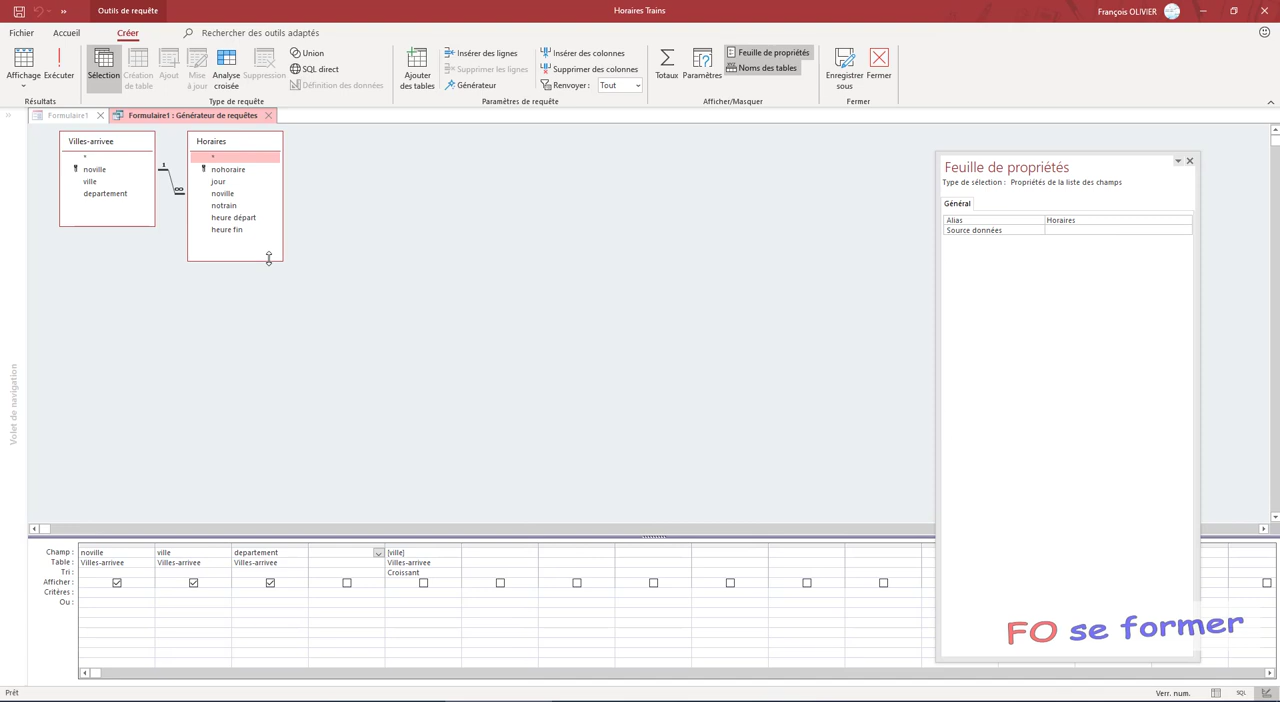 Outils de requête
Horaires Trains
François OLIVIER
Fichier
Accueil
Créer
Rechercher des outils adaptés
Affichage
Exécuter
Résultats
Sélection
Création de table
Ajout
Mise à jour
Analyse croisée
Suppression
Union
SQL direct
Définition des données
Type de requête
Ajouter des tables
Insérer des lignes
Supprimer les lignes
Générateur
Insérer des colonnes
Supprimer des colonnes
Renvoyer :
Tout
Paramètres de requête
Totaux
Paramètres
Feuille de propriétés
Noms des tables
Afficher/Masquer
Enregistrer sous
Fermer
Fermer
Formulaire1
Formulaire1 : Générateur de requêtes
Volet de navigation
Villes-arrivee
*
noville
ville
departement
1
∞
Horaires
*
nohoraire
jour
noville
notrain
heure départ
heure fin
Feuille de propriétés
Type de sélection : Propriétés de la liste des champs
Général
Alias
Horaires
Source données
Champ :
noville
ville
departement
[ville]
Table :
Villes-arrivee
Villes-arrivee
Villes-arrivee
Villes-arrivee
Tri :
Croissant
Afficher :
Critères :
Ou :
FO se former
Prêt
Verr. num.
SQL